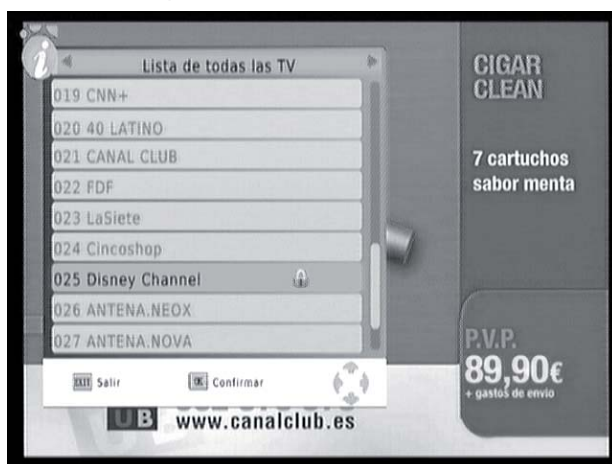 Lista de todas las TV
019 CNN+
020 40 LATINO
021 CANAL CLUB
022 FDF
023 LaSiete
024 Cincoshop
025 Disney Channel
026 ANTENA.NEOX
027 ANTENA.NOVA
EXIT Salir
OK Confirmar
UB www.canalclub.es
CIGAR
CLEAN
7 cartuchos
sabor menta
P.V.P.
89,90€
+ gastos de envio